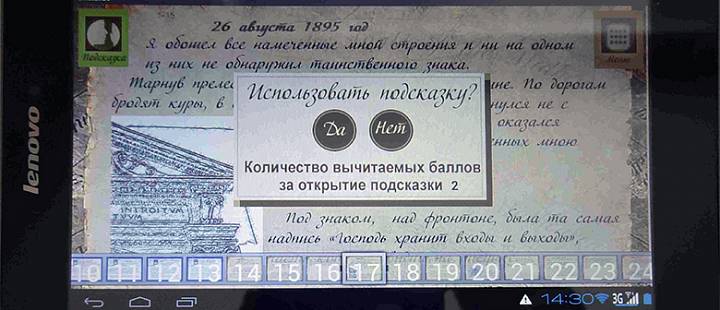 lenovo
Подсказка
Меню
26 августа 1895 год
Я обошел все намеченные мной строения и ни на одном
из них не обнаружил таинственного знака.
Тарнув По дорогам
бродят куры, в нулся не с
оказался
мною
Использовать подсказку?
Да Нет
Количество вычитаемых баллов
за открытие подсказки 2
INTROITVM
Под знаком, над фронтоне, была та самая
надпись «Господь хранит входы и выходы»,
10 11 12 13 14 15 16 17 18 19 20 21 22 23 24
14:30 3G